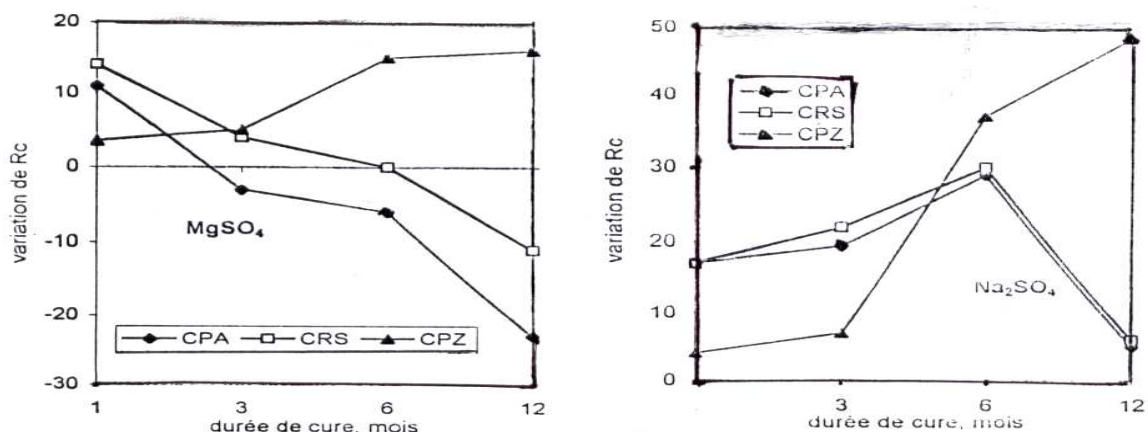 20
10
0
-10
-20
-30
variation de Rc
MgSO₄
CPA CRS CPZ
1 3 6 12
durée de cure, mois
50
40
30
20
10
0
variation de Rc
CPA
CRS
CPZ
Na₂SO₄
3 6 12
durée de cure, mois